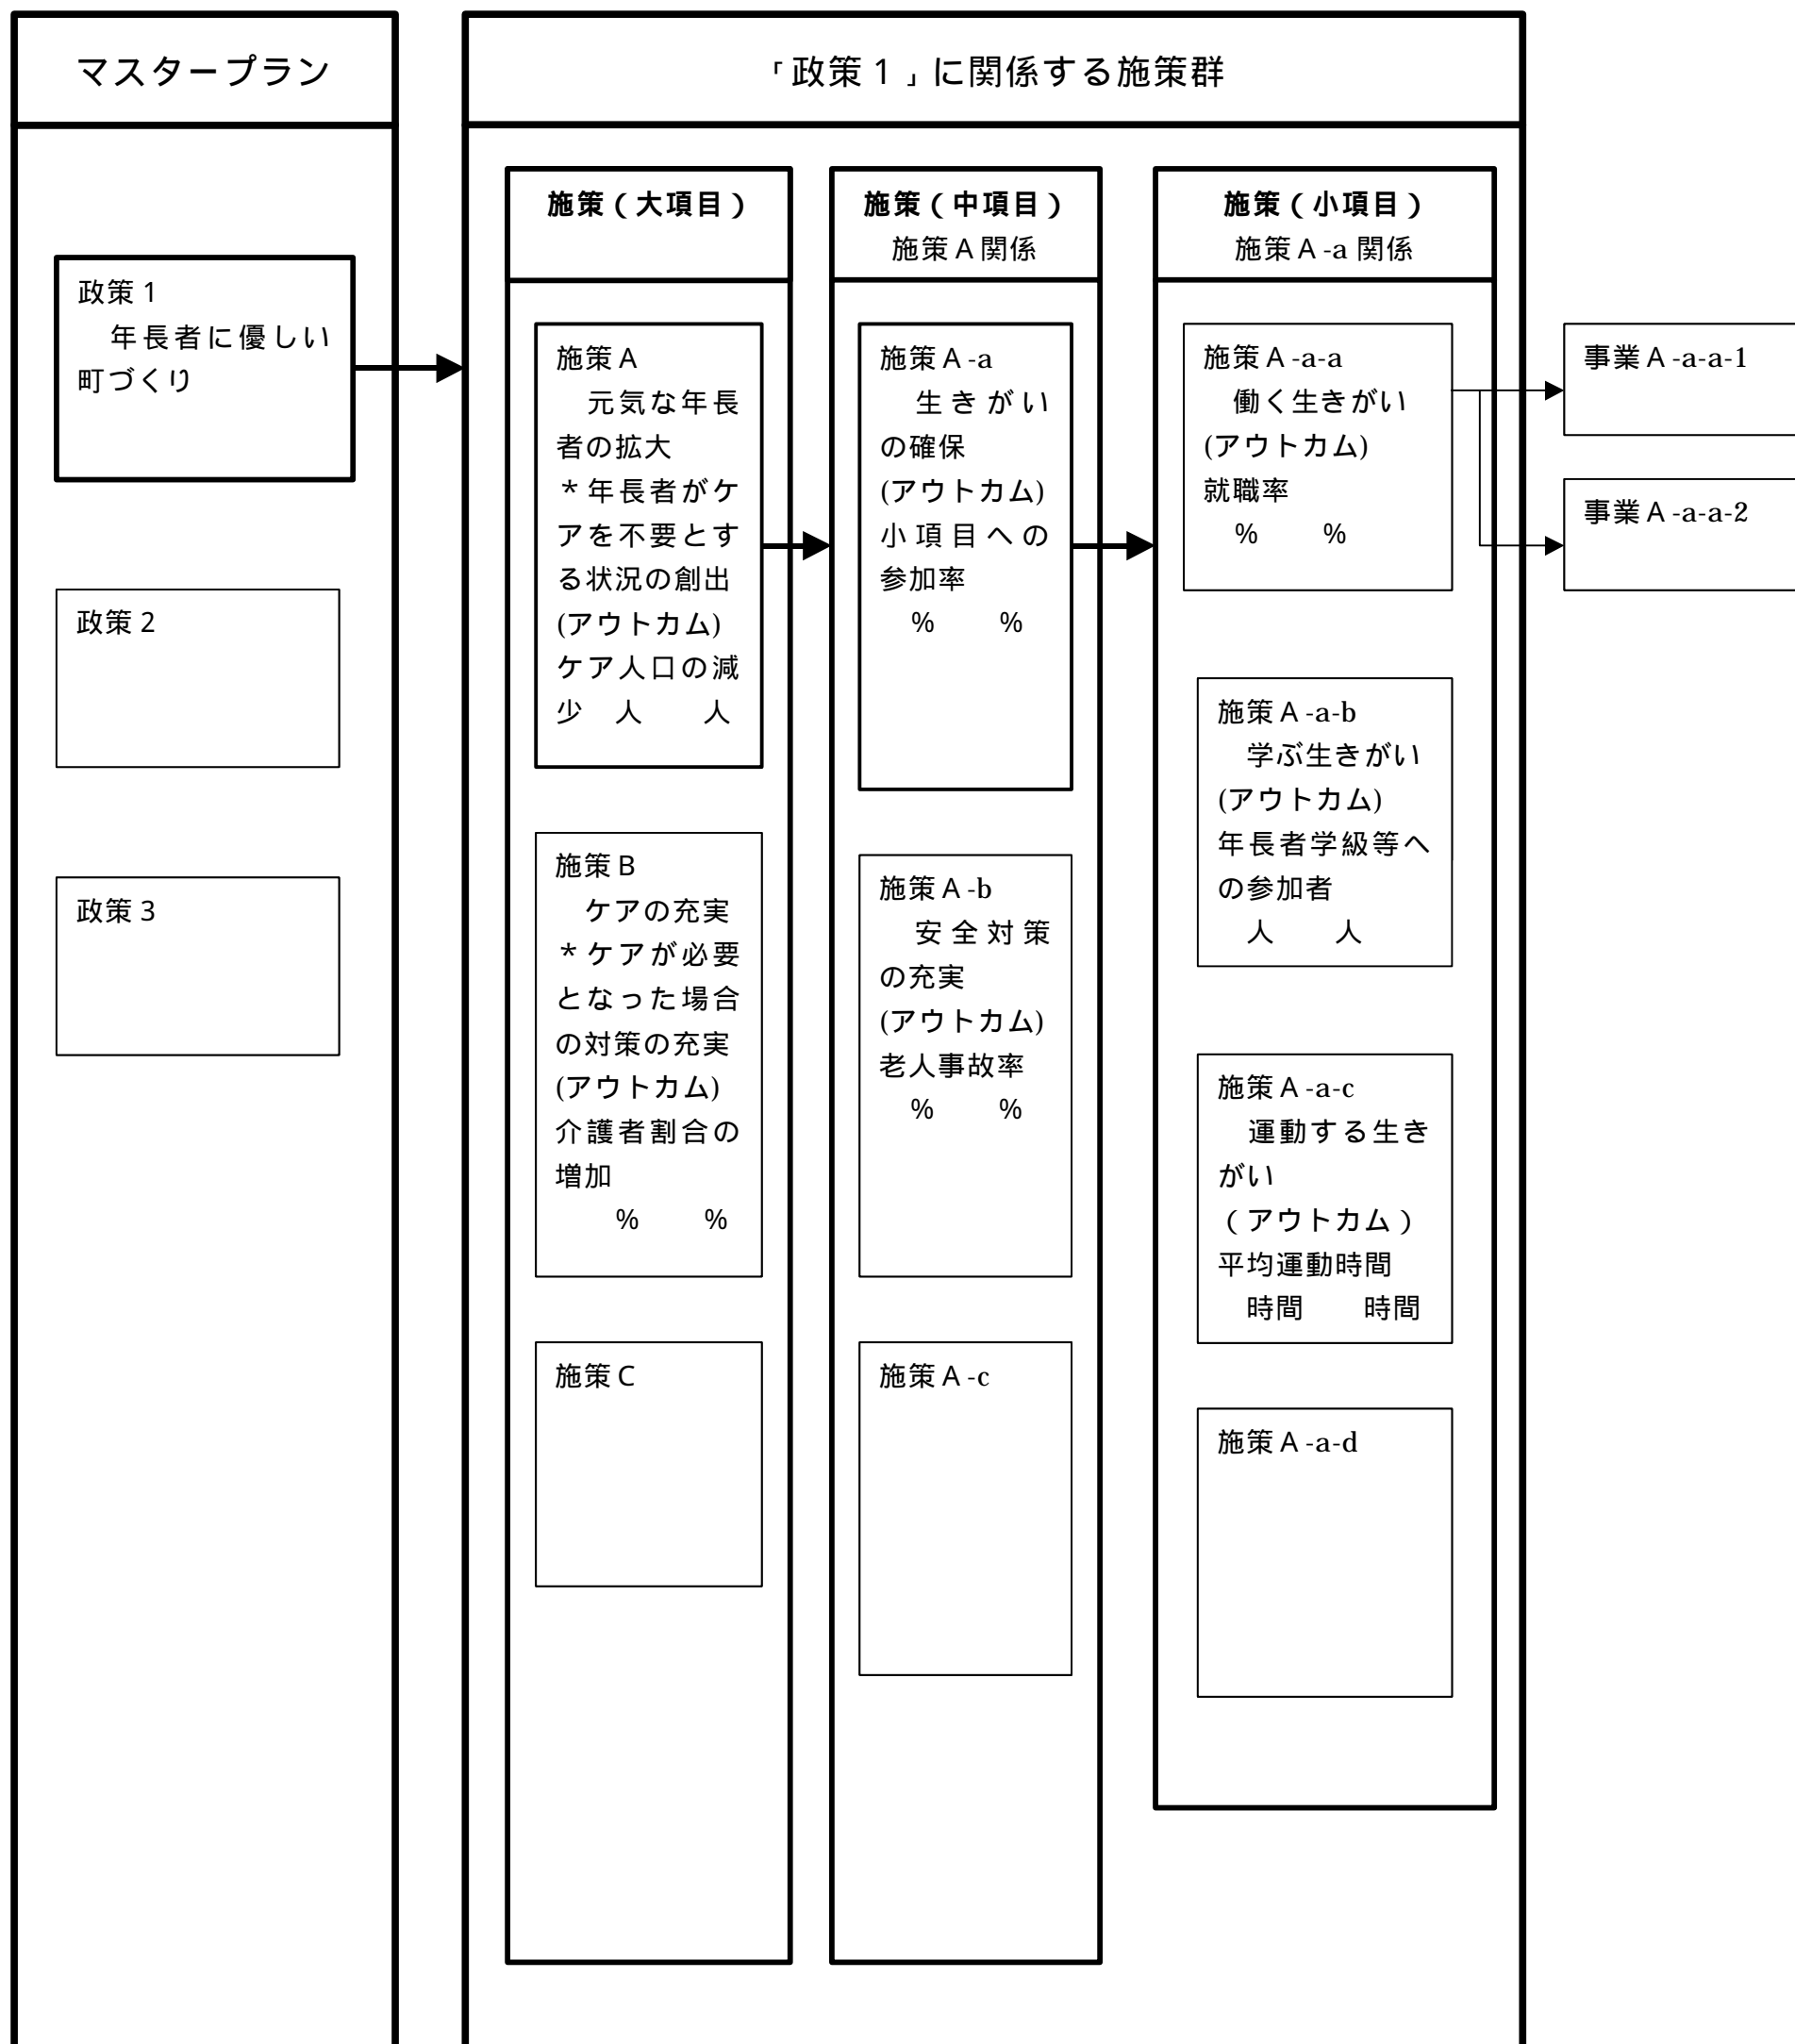 マスタープラン
政策1
年長者に優しい
町づくり
政策2
政策3
「政策1」に関係する施策群
施策(大項目)
施策A
元気な年長
者の拡大
*年長者がケ
アを不要とす
る状況の創出
(アウトカム)
ケア人口の減
少 人 人
施策B
ケアの充実
*ケアが必要
となった場合
の対策の充実
(アウトカム)
介護者割合の
増加
% %
施策C
施策(中項目)
施策A関係
施策A-a
生きがい
の確保
(アウトカム)
小項目への
参加率
% %
施策A-b
安全対策
の充実
(アウトカム)
老人事故率
% %
施策A-c
施策(小項目)
施策A-a関係
施策A-a-a
働く生きがい
(アウトカム)
就職率
% %
施策A-a-b
学ぶ生きがい
(アウトカム)
年長者学級等へ
の参加者
人 人
施策A-a-c
運動する生き
がい
(アウトカム)
平均運動時間
時間 時間
施策A-a-d
事業A-a-a-1
事業A-a-a-2